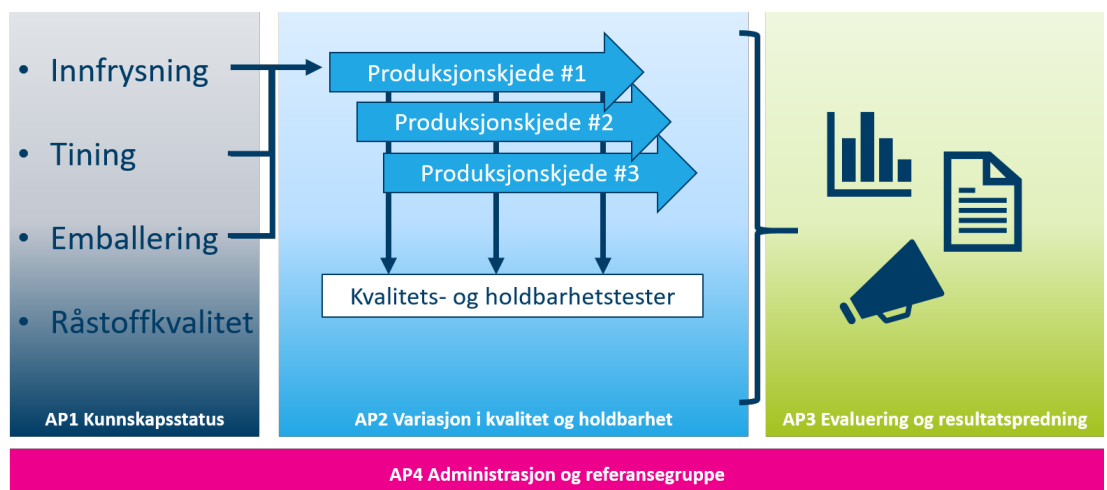 Innfrysning
Tining
Emballering
Råstoffkvalitet
AP1 Kunnskapsstatus
Produksjonskjede #1
Produksjonskjede #2
Produksjonskjede #3
Kvalitets- og holdbarhetstester
AP2 Variasjon i kvalitet og holdbarhet
AP3 Evaluering og resultatspredning
AP4 Administrasjon og referansegruppe